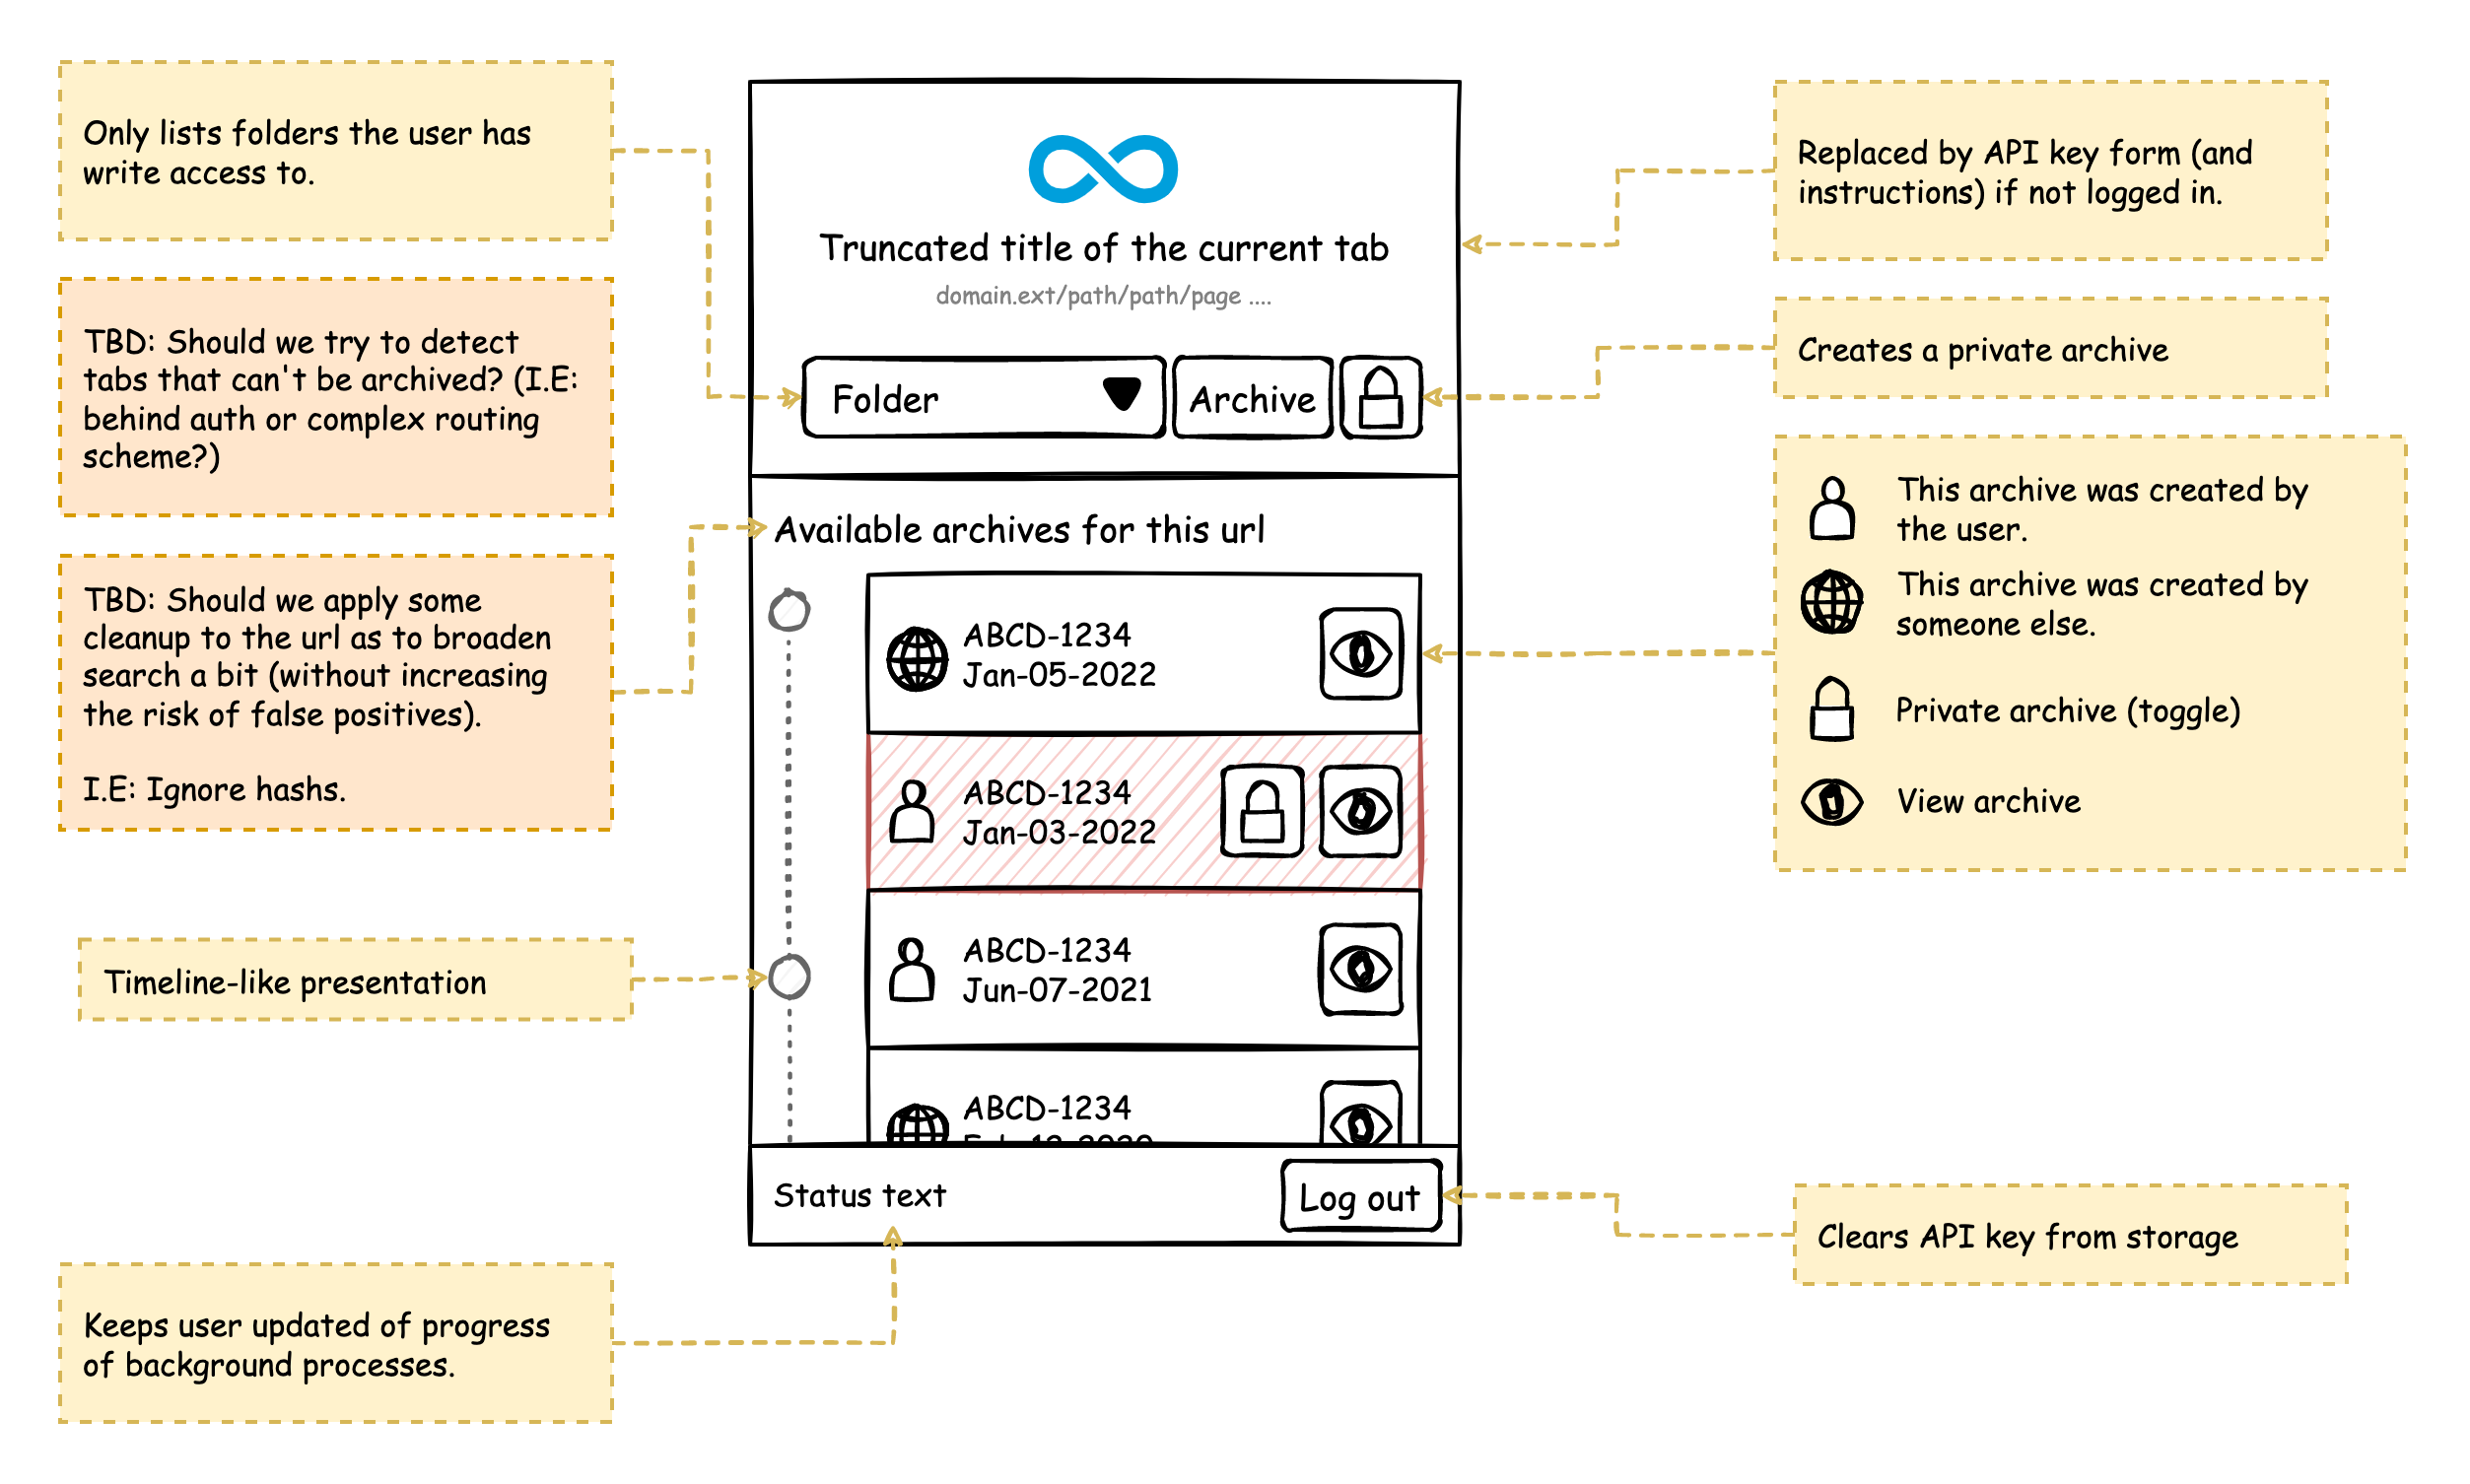 Only lists folders the user has
write access to.
TBD: Should we try to detect
tabs that can't be archived? (I.E:
behind auth or complex routing
scheme?)
TBD: Should we apply some
cleanup to the url as to broaden
search a bit (without increasing
the risk of false positives).
I.E: Ignore hashs.
Timeline-like presentation
Keeps user updated of progress
of background processes.
Truncated title of the current tab
domain.ext/path/path/page ....
Folder
Archive
Available archives for this url
ABCD-1234
Jan-05-2022
ABCD-1234
Jan-03-2022
ABCD-1234
Jun-07-2021
ABCD-1234
Status text
Log out
Replaced by API key form (and
instructions) if not logged in.
Creates a private archive
This archive was created by
the user.
This archive was created by
someone else.
Private archive (toggle)
View archive
Clears API key from storage